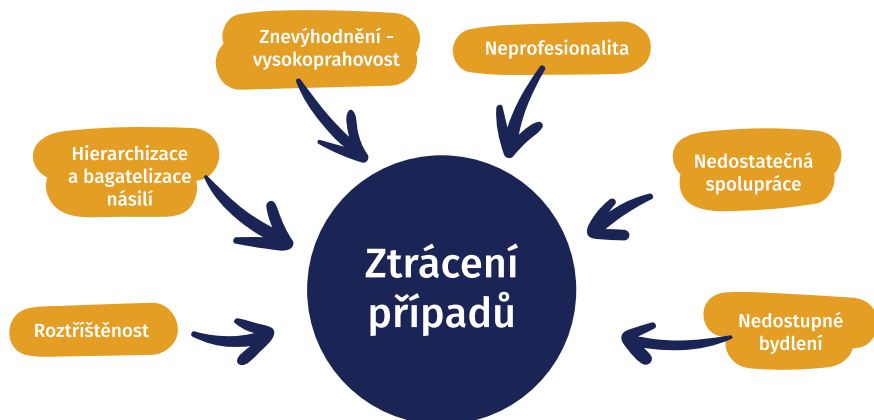 Znevýhodnění -
vysokoprahovost
Neprofesionalita
Hierarchizace
a bagatelizace
násilí
Nedostatečná
spolupráce
Ztrácení
případů
Roztříštěnost
Nedostupné
bydlení